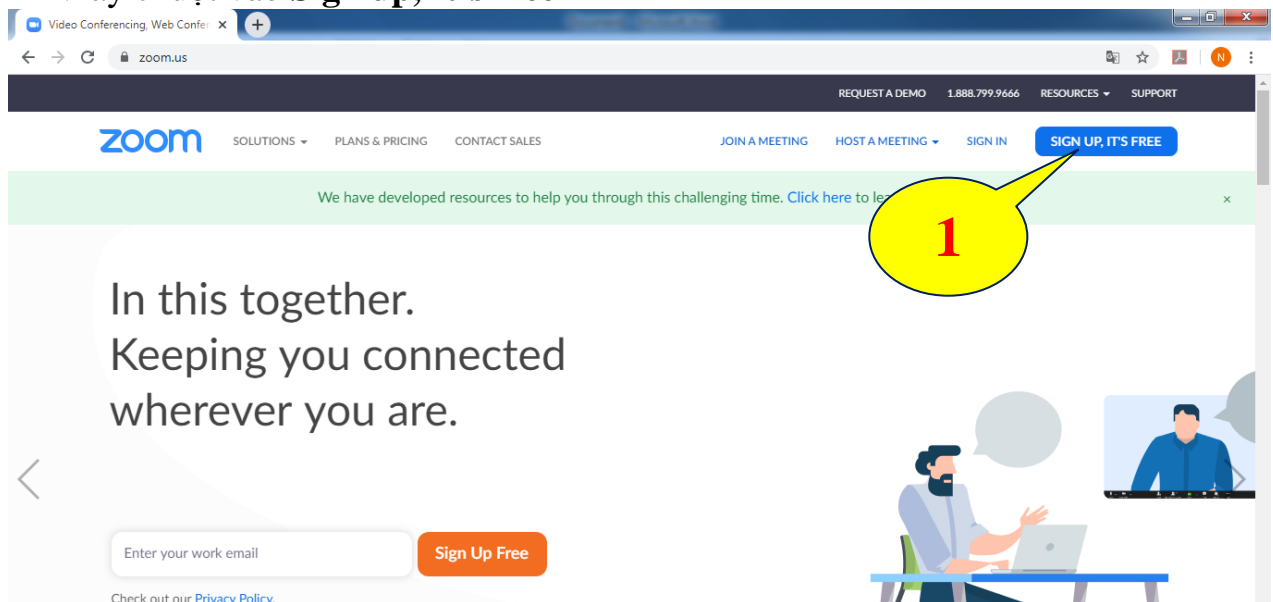 Video Conferencing, Web Confer
zoom.us
N
REQUEST A DEMO 1.888.799.9666 RESOURCES SUPPORT
zoom SOLUTIONS PLANS & PRICING CONTACT SALES JOIN A MEETING HOST A MEETING SIGN IN SIGN UP, IT'S FREE
We have developed resources to help you through this challenging time. Click here to
1
In this together.
Keeping you connected
wherever you are.
Enter your work email Sign Up Free
Check out our Privacy Policy.